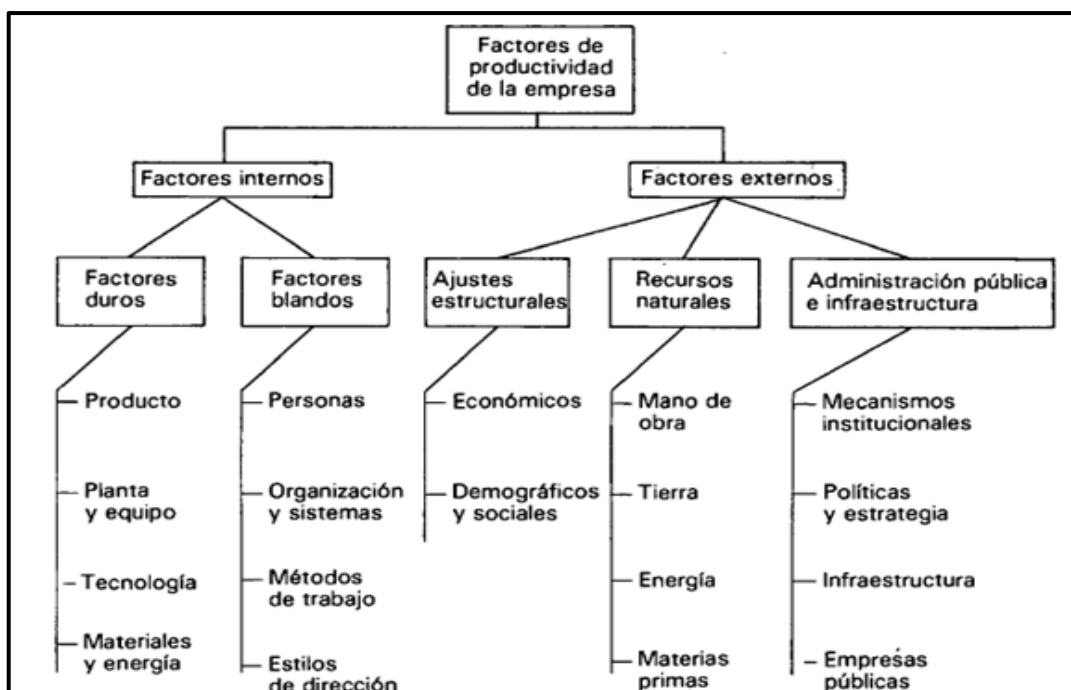 Factores de
productividad
de la empresa
Factores internos
Factores externos
Factores
duros
Factores
blandos
Ajustes
estructurales
Recursos
naturales
Administración pública
e infraestructura
Producto
Planta
y equipo
Tecnología
Materiales
y energía
Personas
Organización
y sistemas
Métodos
de trabajo
Estilos
de dirección
Económicos
Demográficos
y sociales
Mano de
obra
Tierra
Energía
Materias
primas
Mecanismos
institucionales
Políticas
y estrategia
Infraestructura
Empresas
públicas